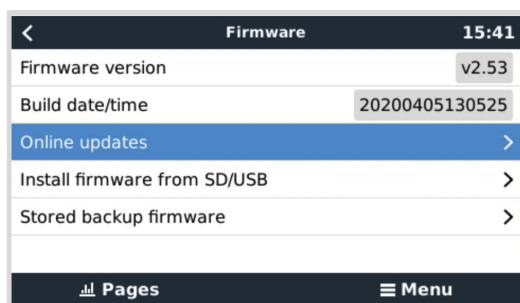 Firmware 15:41
Firmware version v2.53
Build date/time 20200405130525
Online updates
Install firmware from SD/USB
Stored backup firmware
Pages Menu